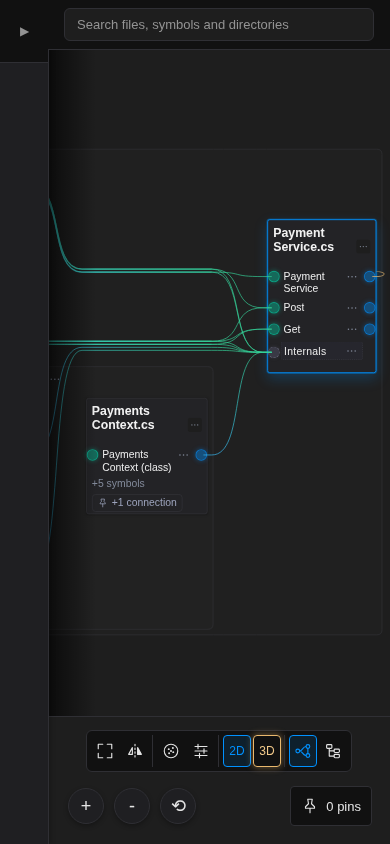 Search files, symbols and directories
Payment
Service.cs
...
Payment
Service
...
Post
...
Get
...
Internals
...
...
Payments
Context.cs
...
Payments
Context (class)
...
+5 symbols
+1 connection
2D
3D
+
-
0 pins